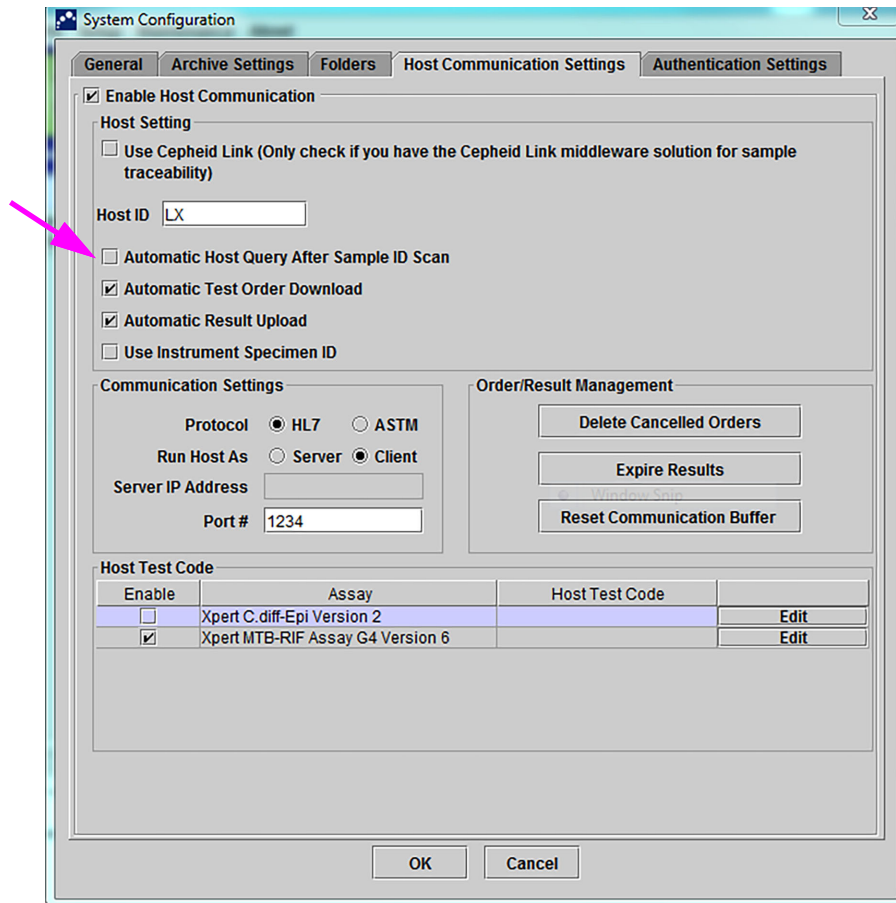 System Configuration
General Archive Settings Folders Host Communication Settings Authentication Settings
Enable Host Communication
Host Setting
Use Cepheid Link (Only check if you have the Cepheid Link middleware solution for sample
traceability)
Host ID LX
Automatic Host Query After Sample ID Scan
Automatic Test Order Download
Automatic Result Upload
Use Instrument Specimen ID
Communication Settings
Protocol HL7 ASTM
Run Host As Server Client
Server IP Address
Port # 1234
Order/Result Management
Delete Cancelled Orders
Expire Results
Window Snip
Reset Communication Buffer
Host Test Code
Enable Assay Host Test Code
Xpert C.diff-Epi Version 2 Edit
Xpert MTB-RIF Assay G4 Version 6 Edit
OK Cancel